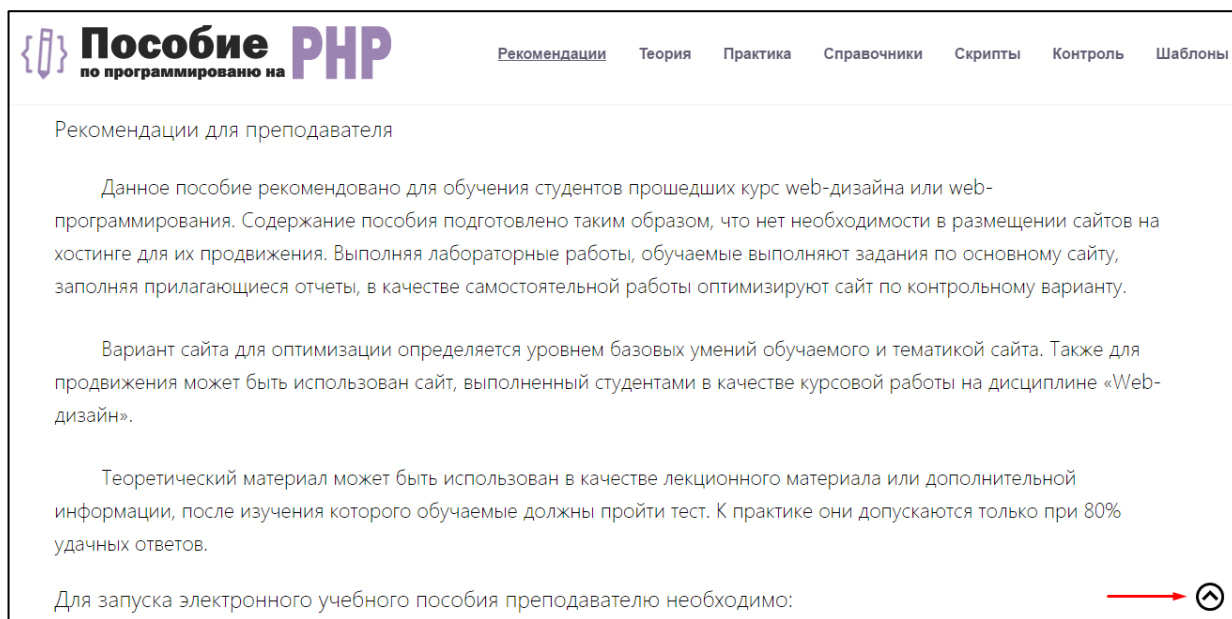 Пособие PHP
по программированю на
Рекомендации Теория Практика Справочники Скрипты Контроль Шаблоны
Рекомендации для преподавателя
Данное пособие рекомендовано для обучения студентов прошедших курс web-дизайна или web-
программирования. Содержание пособия подготовлено таким образом, что нет необходимости в размещении сайтов на
хостинге для их продвижения. Выполняя лабораторные работы, обучаемые выполняют задания по основному сайту,
заполняя прилагающиеся отчеты, в качестве самостоятельной работы оптимизируют сайт по контрольному варианту.
Вариант сайта для оптимизации определяется уровнем базовых умений обучаемого и тематикой сайта. Также для
продвижения может быть использован сайт, выполненный студентами в качестве курсовой работы на дисциплине «Web-
дизайн».
Теоретический материал может быть использован в качестве лекционного материала или дополнительной
информации, после изучения которого обучаемые должны пройти тест. К практике они допускаются только при 80%
удачных ответов.
Для запуска электронного учебного пособия преподавателю необходимо: